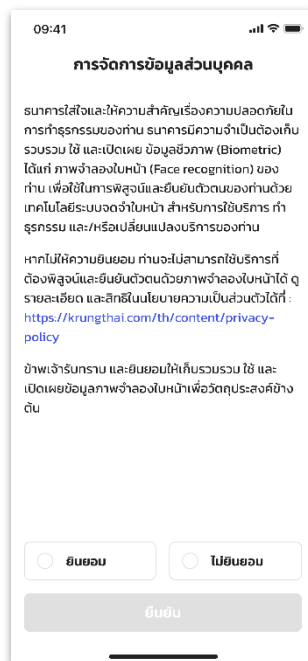 09:41
การจัดการข้อมูลส่วนบุคคล
ธนาคารใส่ใจและให้ความสำคัญเรื่องความปลอดภัยใน
การทำธุรกรรมของท่าน ธนาคารมีความจำเป็นต้องเก็บ
รวบรวม ใช้ และเปิดเผย ข้อมูลชีวภาพ (Biometric)
ได้แก่ ภาพจำลองใบหน้า (Face recognition) ของ
ท่าน เพื่อใช้ในการพิสูจน์และยืนยันตัวตนของท่านด้วย
เทคโนโลยีระบบจดจำใบหน้า สำหรับการใช้บริการ ทำ
ธุรกรรม และ/หรือเปลี่ยนแปลงบริการของท่าน
หากไม่ให้ความยินยอม ท่านจะไม่สามารถใช้บริการที่
ต้องพิสูจน์และยืนยันตัวตนด้วยภาพจำลองใบหน้าได้ ดู
รายละเอียด และสิทธิในนโยบายความเป็นส่วนตัวได้ที่ :
https://krungthai.com/th/content/privacy-
policy
ข้าพเจ้ารับทราบ และยินยอมให้เก็บรวมรวม ใช้ และ
เปิดเผยข้อมูลภาพจำลองใบหน้าเพื่อวัตถุประสงค์ข้าง
ต้น
ยินยอม
ไม่ยินยอม
ยืนยัน